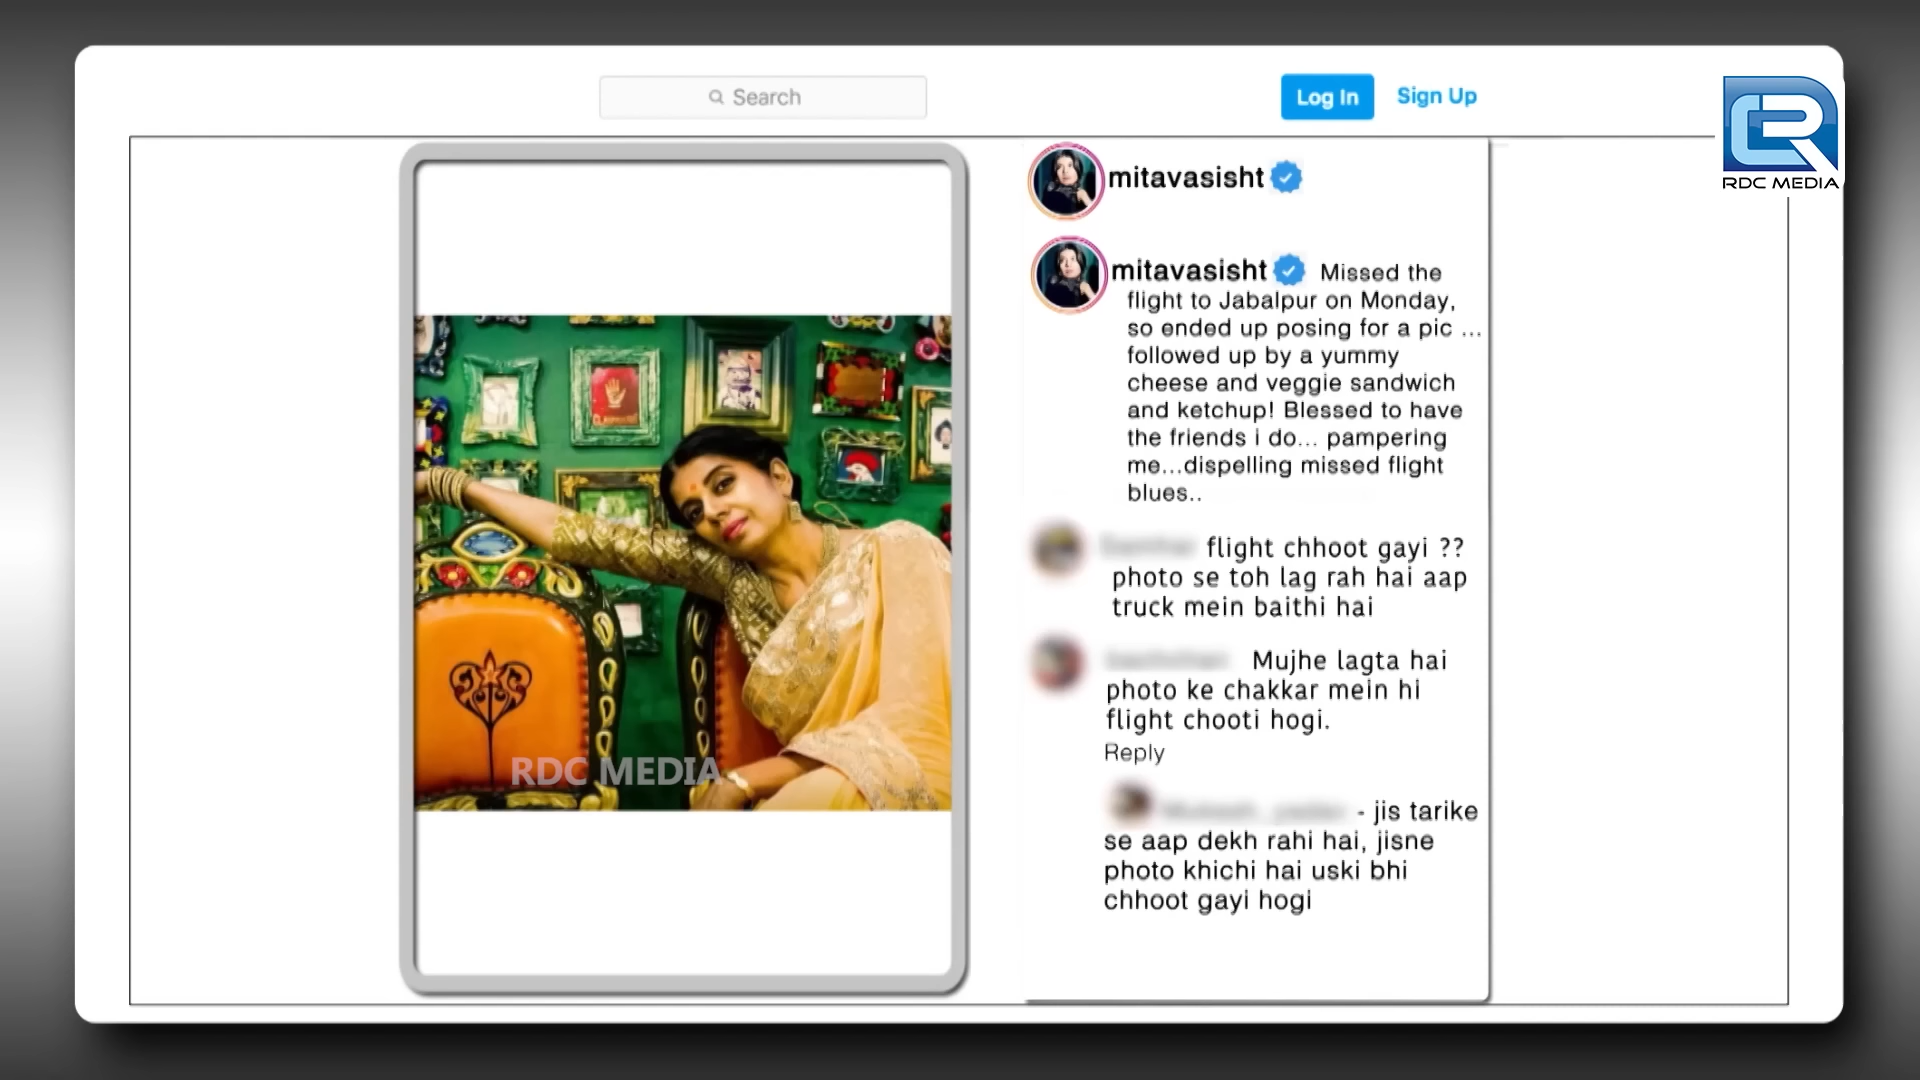 Search
Log In
Sign Up
RDC MEDIA
mitavasisht
mitavasisht Missed the
flight to Jabalpur on Monday,
so ended up posing for a pic ...
followed up by a yummy
cheese and veggie sandwich
and ketchup! Blessed to have
the friends i do... pampering
me...dispelling missed flight
blues..
flight chhoot gayi ??
photo se toh lag rah hai aap
truck mein baithi hai
Mujhe lagta hai
photo ke chakkar mein hi
flight chooti hogi.
Reply
- jis tarike
se aap dekh rahi hai, jisne
photo khichi hai uski bhi
chhoot gayi hogi
RDC MEDIA